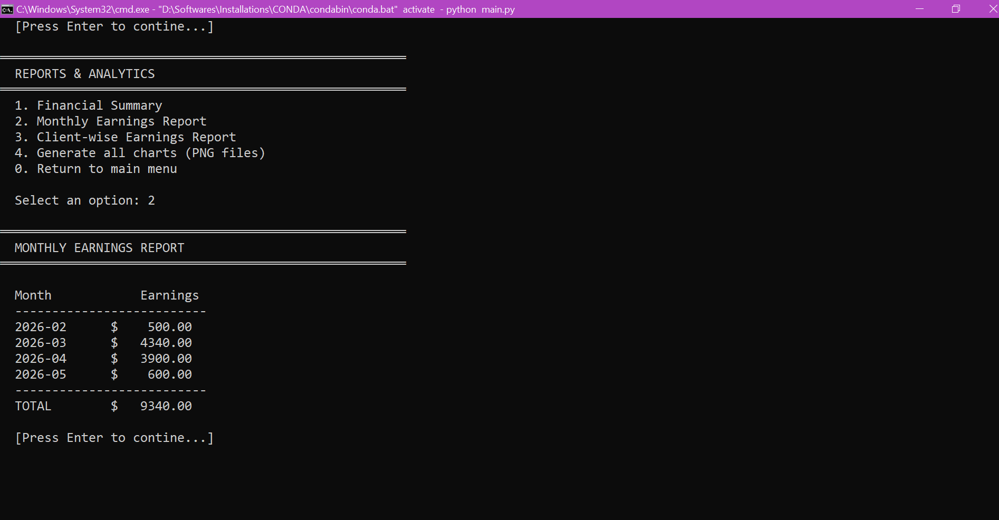 C:\Windows\System32\cmd.exe - "D:\Softwares\Installations\CONDA\condabin\conda.bat"  activate  - python  main.py
[Press Enter to contine...]
REPORTS & ANALYTICS
1. Financial Summary
2. Monthly Earnings Report
3. Client-wise Earnings Report
4. Generate all charts (PNG files)
0. Return to main menu
Select an option: 2
MONTHLY EARNINGS REPORT
Month            Earnings
--------------------------
2026-02      $    500.00
2026-03      $   4340.00
2026-04      $   3900.00
2026-05      $    600.00
--------------------------
TOTAL        $   9340.00
[Press Enter to contine...]